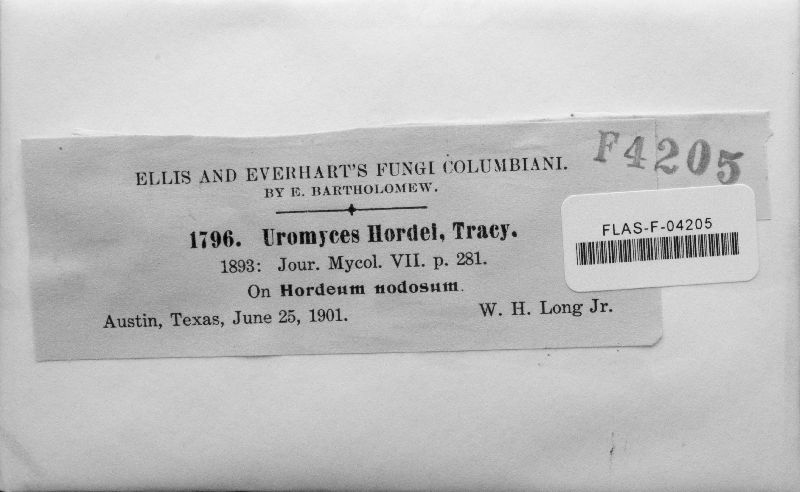 ELLIS AND EVERHART'S FUNGI COLUMBIANI.
BY E. BARTHOLOMEW.
F4205
FLAS-F-04205
1796. Uromyces Hordei, Tracy.
1893: Jour. Mycol. VII. p. 281.
On Hordeum nodosum.
Austin, Texas, June 25, 1901. W. H. Long Jr.